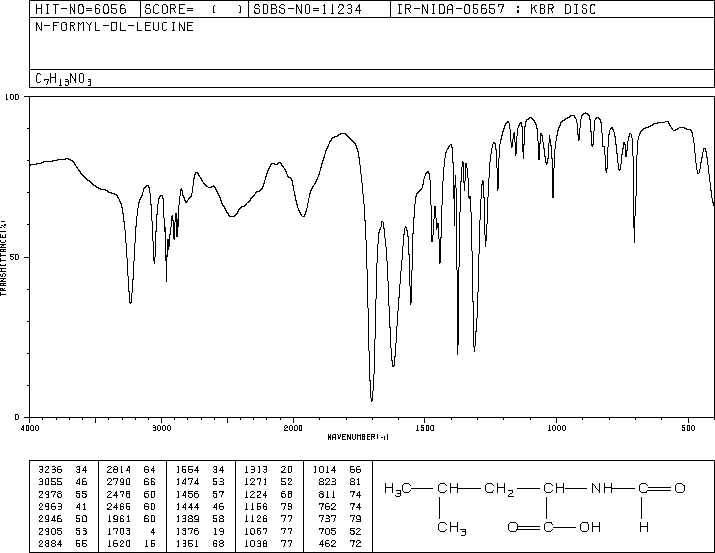 HIT-NO=6056 SCORE= ( ) SDBS-NO=11234 IR-NIDA-05657 : KBR DISC
N-FORMYL-DL-LEUCINE
C7H13NO3
100
50
0
TRANSMITTANCE(%)
4000 3000 2000 1500 1000 500
WAVENUMBER(-1)
3236 34 2814 64 1554 34 1313 20 1014 66
3055 46 2790 66 1474 53 1271 52 823 81
2978 55 2478 60 1456 57 1224 68 811 74
2963 41 2466 60 1444 46 1156 79 762 74
2946 50 1961 60 1389 58 1126 77 737 79
2905 53 1703 4 1376 19 1067 77 705 52
2884 55 1620 15 1351 68 1038 77 462 72
H3C CH CH2 CH NH C O
CH3 O C OH H